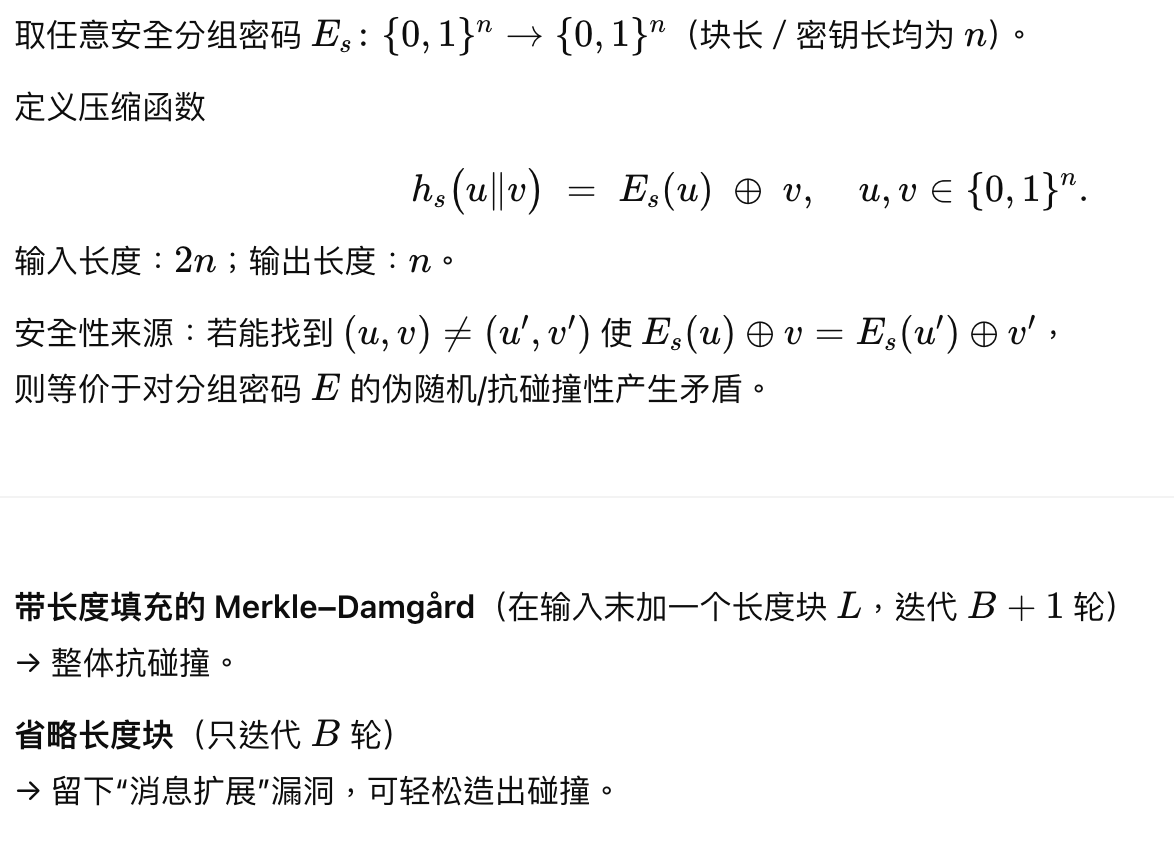 取任意安全分组密码 $E_s\colon \{0,1\}^n \to \{0,1\}^n$（块长 / 密钥长均为 $n$）。
定义压缩函数
$h_s(u\|v) = E_s(u) \oplus v, \quad u,v \in \{0,1\}^n.$
输入长度：$2n$；输出长度：$n$。
安全性来源：若能找到 $(u,v) \neq (u',v')$ 使 $E_s(u) \oplus v = E_s(u') \oplus v'$，
则等价于对分组密码 $E$ 的伪随机/抗碰撞性产生矛盾。
带长度填充的 Merkle–Damgård（在输入末加一个长度块 $L$，迭代 $B+1$ 轮）
→ 整体抗碰撞。
省略长度块（只迭代 $B$ 轮）
→ 留下“消息扩展”漏洞，可轻松造出碰撞。